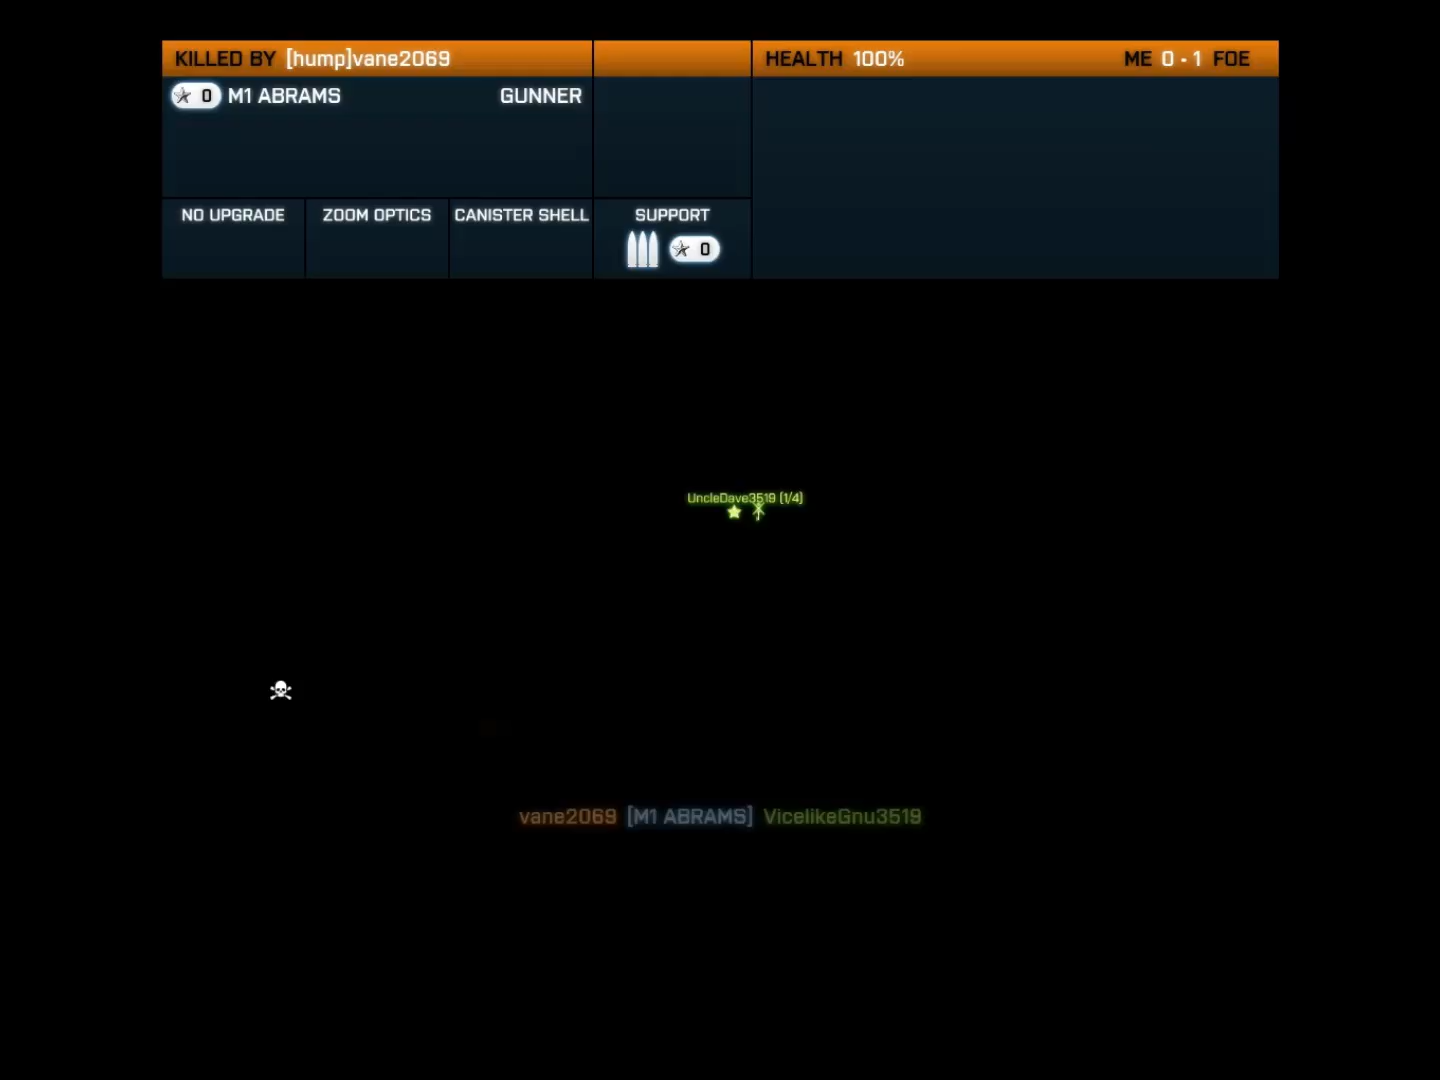 KILLED BY [hump]vane2069
HEALTH 100% ME 0 - 1 FOE
0 M1 ABRAMS GUNNER
NO UPGRADE ZOOM OPTICS CANISTER SHELL SUPPORT
0
UncleDave3519 (1/4)
vane2069 [M1 ABRAMS] VicelikeGnu3519